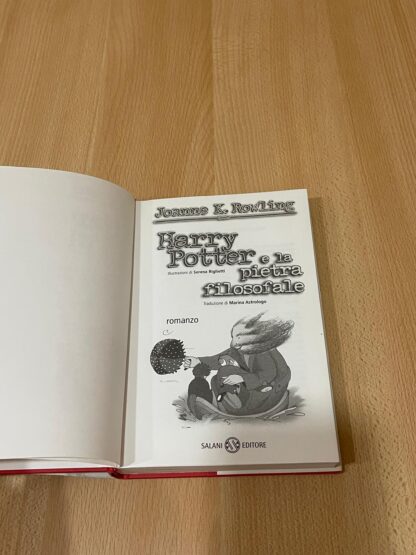 Joanne K. Rowling
Harry
Potter e la
Illustrazioni di Serena Riglietti
pietra
filosofale
Traduzione di Marina Astrologo
romanzo
SALANI EDITORE